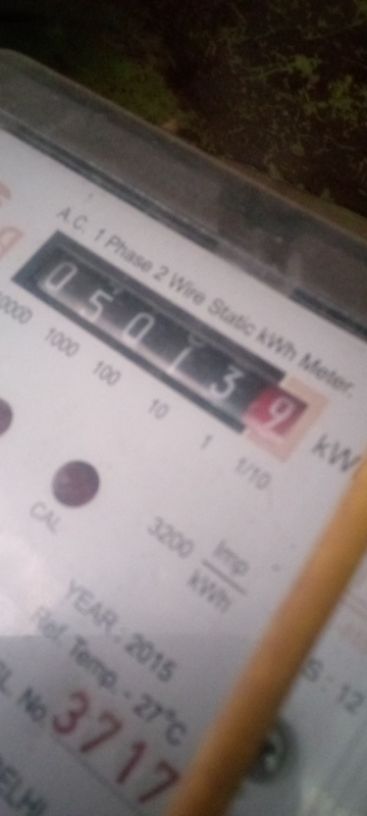 A.C. 1 Phase 2 Wire Static kWh Meter.
050139
1000 100 10 1 1/10
3200 Imp/kWh
CAL
YEAR : 2015
Ref. Temp. - 27°C
No. 3717